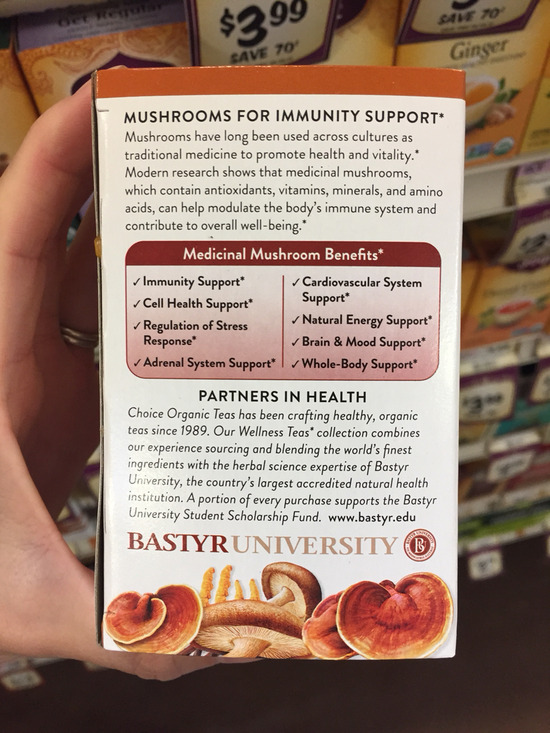 Get Regular
$3.99
SAVE 70¢
SAVE 70¢
Ginger
MUSHROOMS FOR IMMUNITY SUPPORT*
Mushrooms have long been used across cultures as
traditional medicine to promote health and vitality.*
Modern research shows that medicinal mushrooms,
which contain antioxidants, vitamins, minerals, and amino
acids, can help modulate the body's immune system and
contribute to overall well-being.*
Medicinal Mushroom Benefits*
✓ Immunity Support*
✓ Cell Health Support*
✓ Regulation of Stress
Response*
✓ Adrenal System Support*
✓ Cardiovascular System
Support*
✓ Natural Energy Support*
✓ Brain & Mood Support*
✓ Whole-Body Support*
PARTNERS IN HEALTH
Choice Organic Teas has been crafting healthy, organic
teas since 1989. Our Wellness Teas* collection combines
our experience sourcing and blending the world's finest
ingredients with the herbal science expertise of Bastyr
University, the country's largest accredited natural health
institution. A portion of every purchase supports the Bastyr
University Student Scholarship Fund. www.bastyr.edu
BASTYR UNIVERSITY